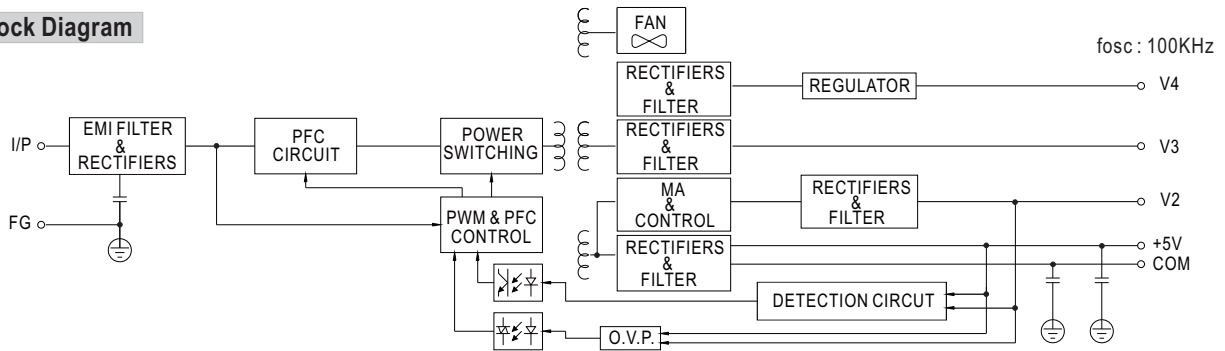 ock Diagram
FAN
fosc : 100KHz
RECTIFIERS
&
FILTER
REGULATOR
V4
I/P
EMI FILTER
&
RECTIFIERS
PFC
CIRCUIT
POWER
SWITCHING
RECTIFIERS
&
FILTER
V3
FG
PWM & PFC
CONTROL
MA
&
CONTROL
RECTIFIERS
&
FILTER
V2
RECTIFIERS
&
FILTER
+5V
COM
DETECTION CIRCUT
O.V.P.